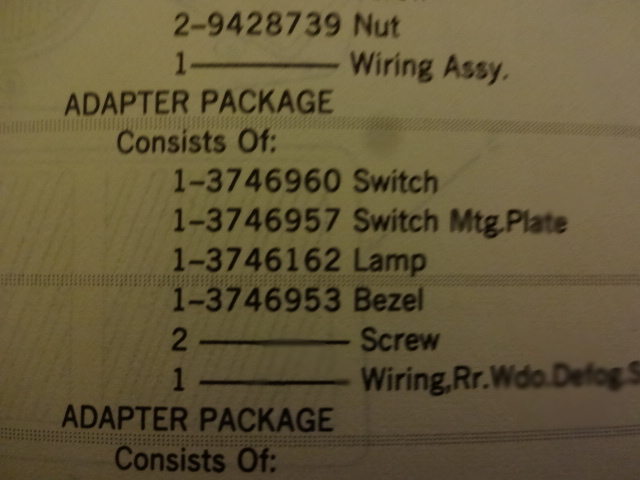 2-9428739 Nut
1 ——— Wiring Assy.
ADAPTER PACKAGE
Consists Of:
1-3746960 Switch
1-3746957 Switch Mtg.Plate
1-3746162 Lamp
1-3746953 Bezel
2 ——— Screw
1 ——— Wiring,Rr.Wdo.Defog.
ADAPTER PACKAGE
Consists Of: